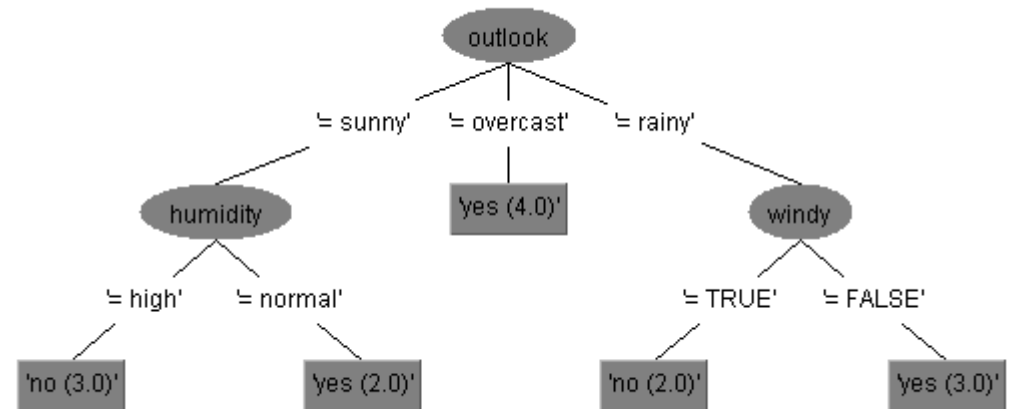 outlook
'= sunny' '= overcast' '= rainy'
humidity 'yes (4.0)' windy
'= high' '= normal' '= TRUE' '= FALSE'
'no (3.0)' 'yes (2.0)' 'no (2.0)' 'yes (3.0)'